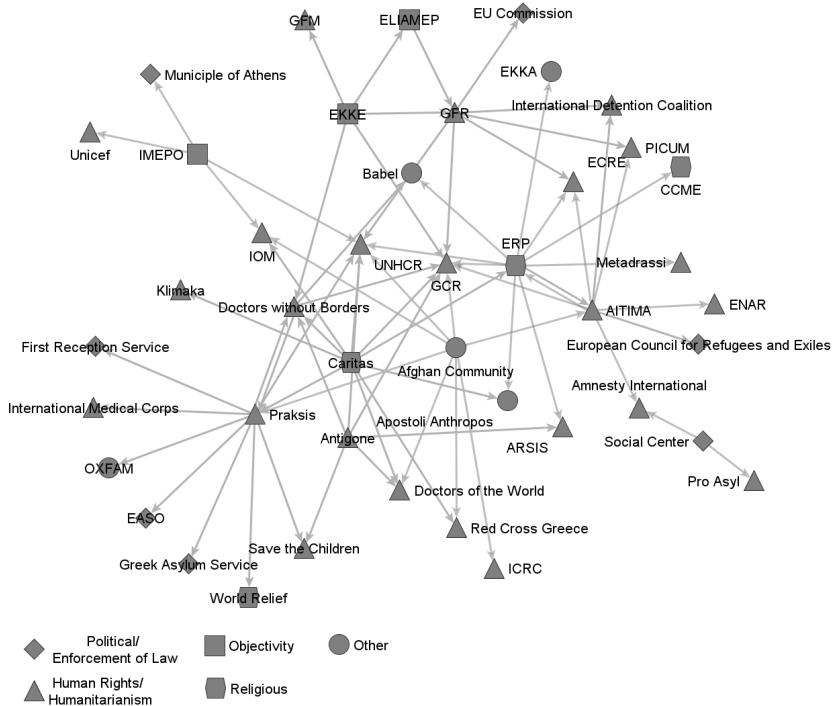 GFM
ELIAMEP
EU Commission
Municiple of Athens
EKKA
EKKE
GFR
International Detention Coalition
Unicef
IMEPO
PICUM
ECRE
Babel
CCME
IOM
UNHCR
ERP
GCR
Metadrassi
Klimaka
Doctors without Borders
AITIMA
ENAR
First Reception Service
European Council for Refugees and Exiles
Caritas
Afghan Community
Amnesty International
International Medical Corps
Praksis
Apostoli Anthropos
Antigone
ARSIS
Social Center
OXFAM
Pro Asyl
Doctors of the World
EASO
Red Cross Greece
Save the Children
Greek Asylum Service
ICRC
World Relief
Political/
Enforcement of Law
Objectivity
Other
Human Rights/
Humanitarianism
Religious